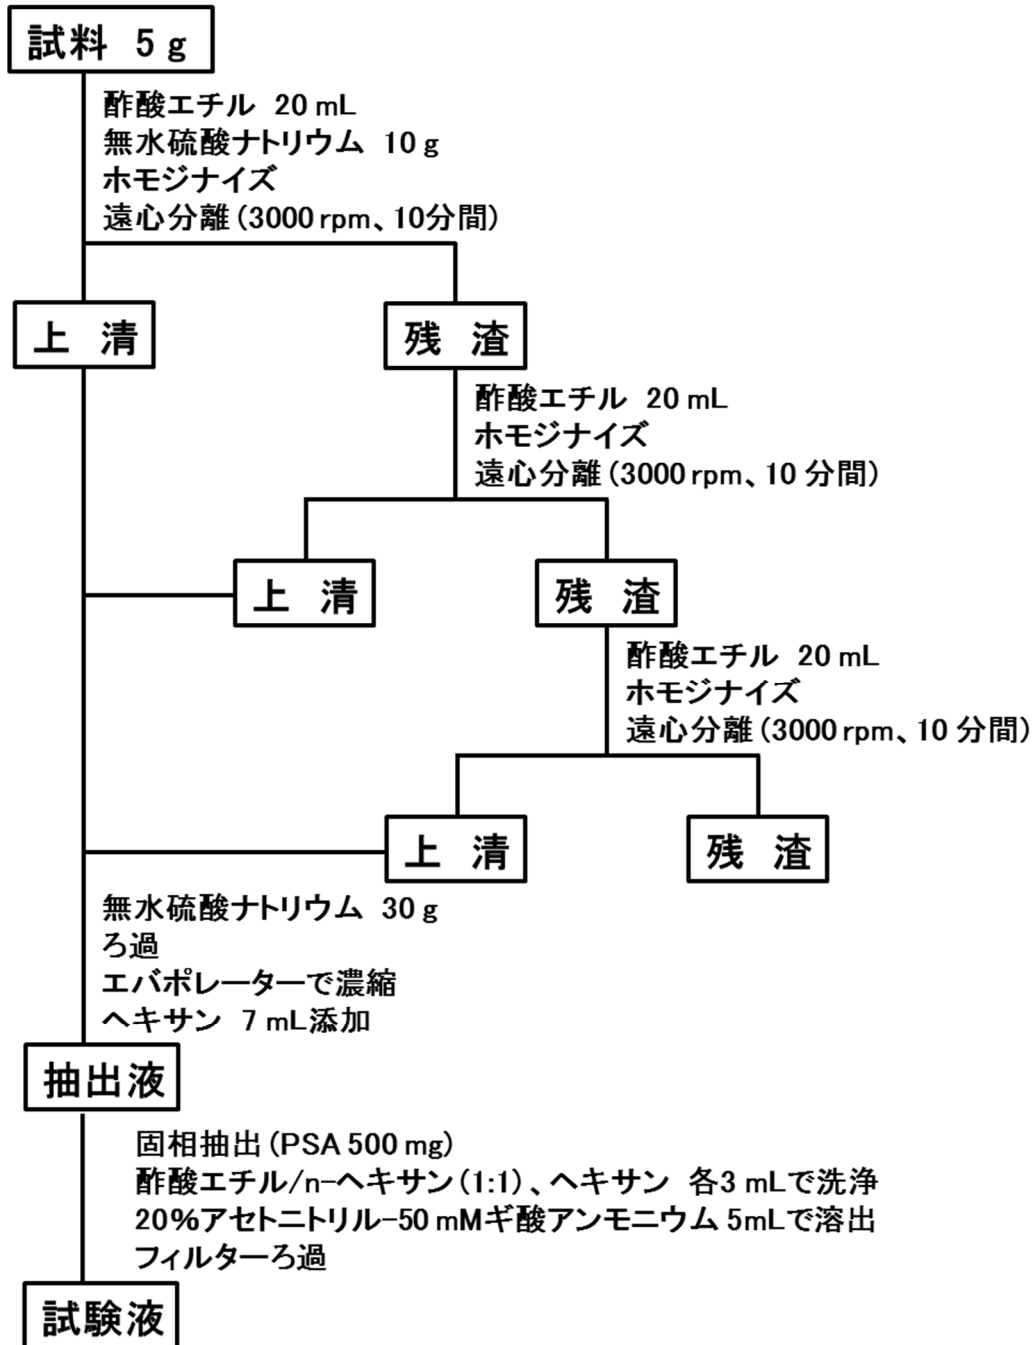 試料 5 g
酢酸エチル 20 mL
無水硫酸ナトリウム 10 g
ホモジナイズ
遠心分離(3000 rpm、10分間)
上 清
残 渣
酢酸エチル 20 mL
ホモジナイズ
遠心分離(3000 rpm、10 分間)
上 清
残 渣
酢酸エチル 20 mL
ホモジナイズ
遠心分離(3000 rpm、10 分間)
上 清
残 渣
無水硫酸ナトリウム 30 g
ろ過
エバポレーターで濃縮
ヘキサン 7 mL添加
抽出液
固相抽出(PSA 500 mg)
酢酸エチル/n-ヘキサン(1:1)、ヘキサン 各3 mLで洗浄
20%アセトニトリル-50 mMギ酸アンモニウム 5mLで溶出
フィルターろ過
試験液